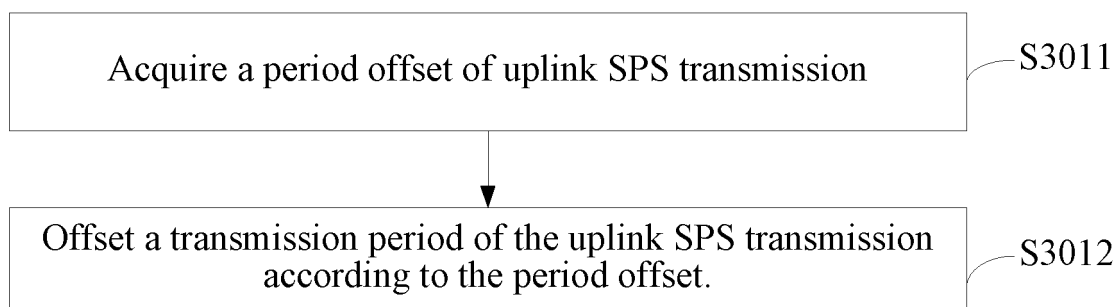 Acquire a period offset of uplink SPS transmission
S3011
Offset a transmission period of the uplink SPS transmission
according to the period offset.
S3012